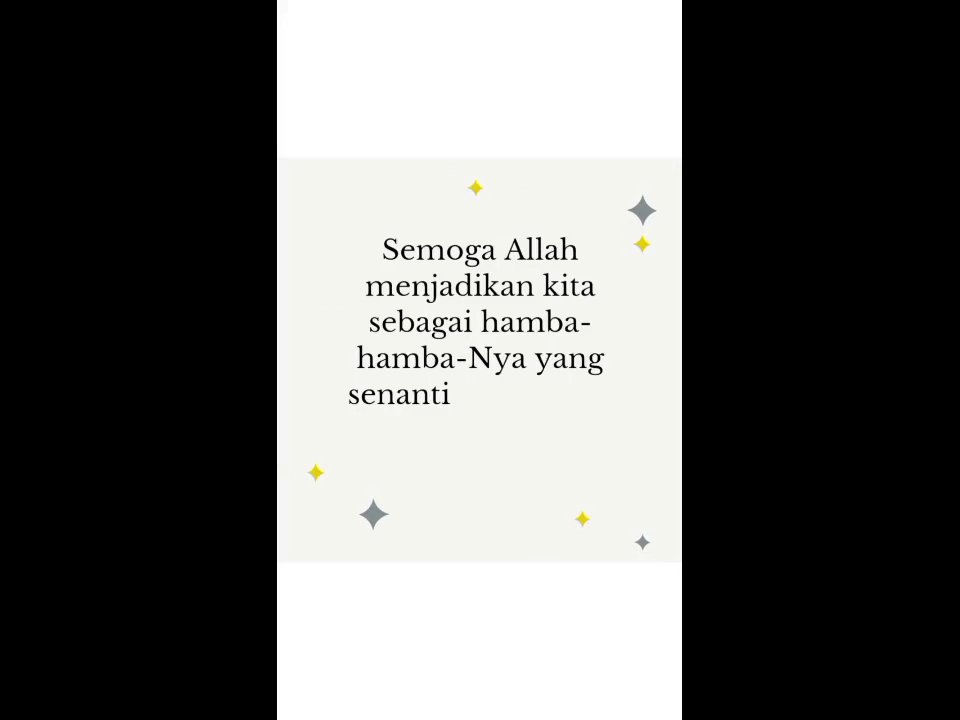 Semoga Allah
menjadikan kita
sebagai hamba-
hamba-Nya yang
senanti